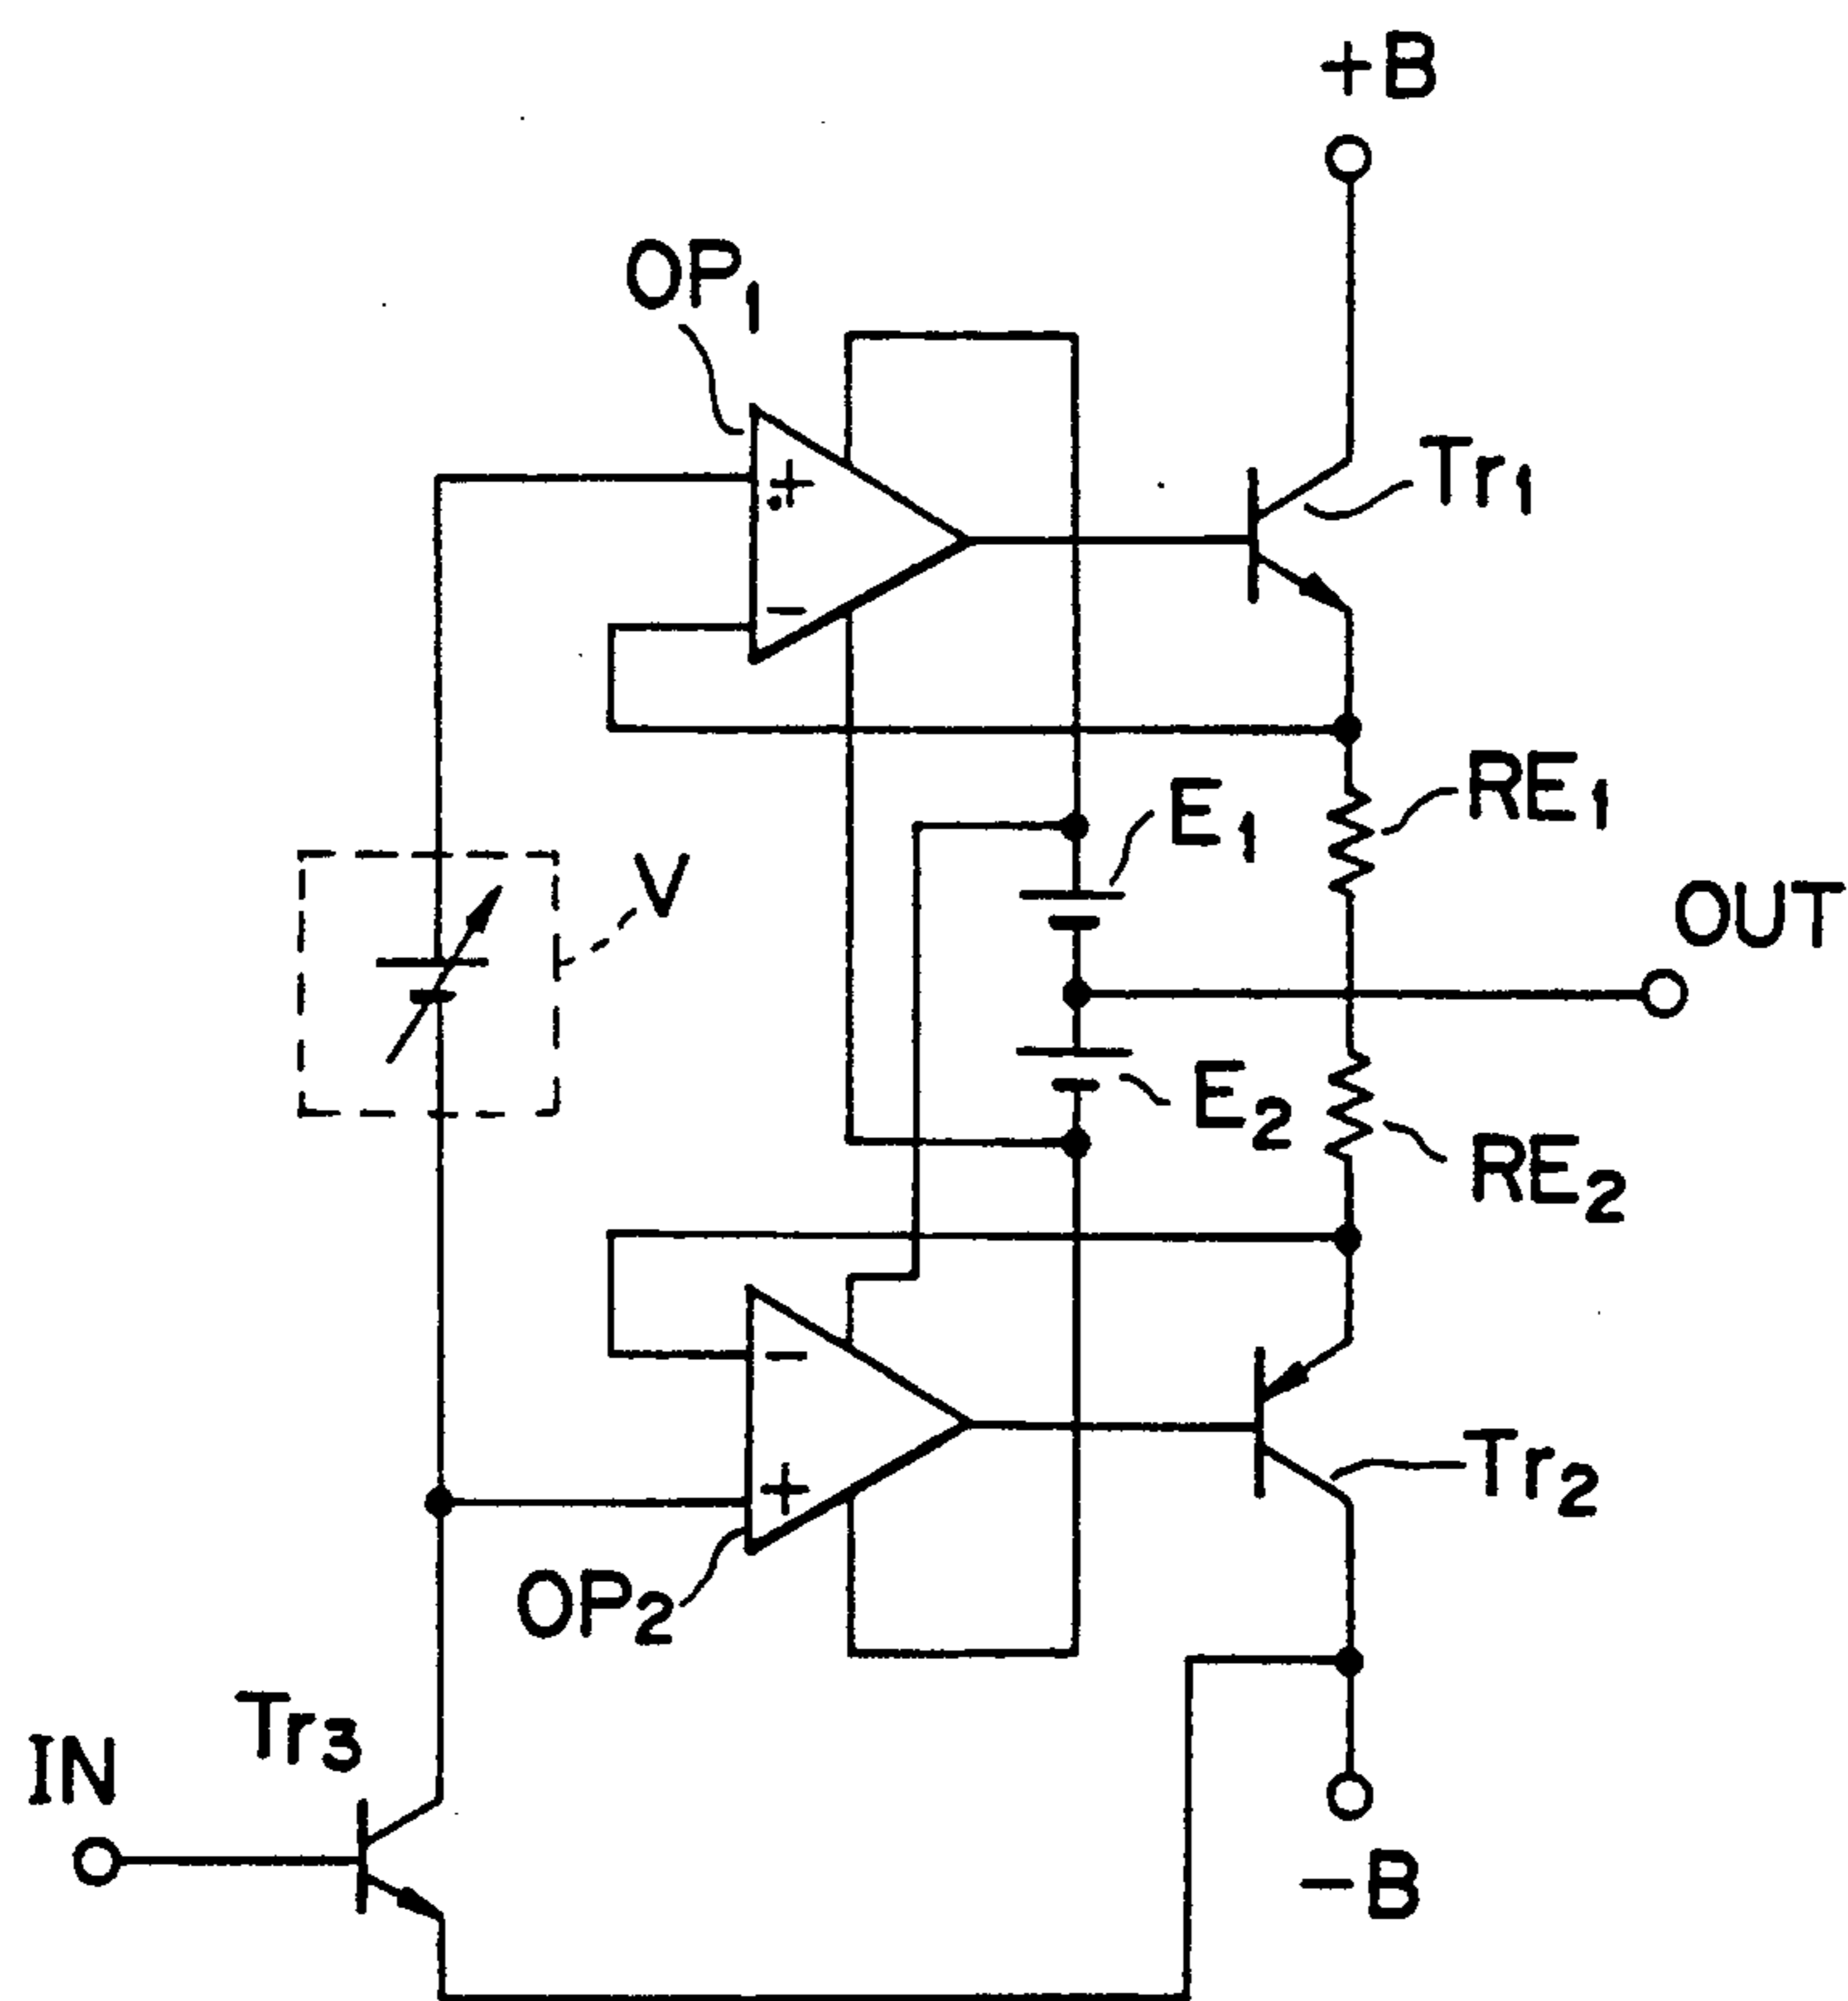 +B
OP1
Tr1
+
−
RE1
E1
V
OUT
E2
RE2
−
+
Tr2
OP2
Tr3
IN
−B